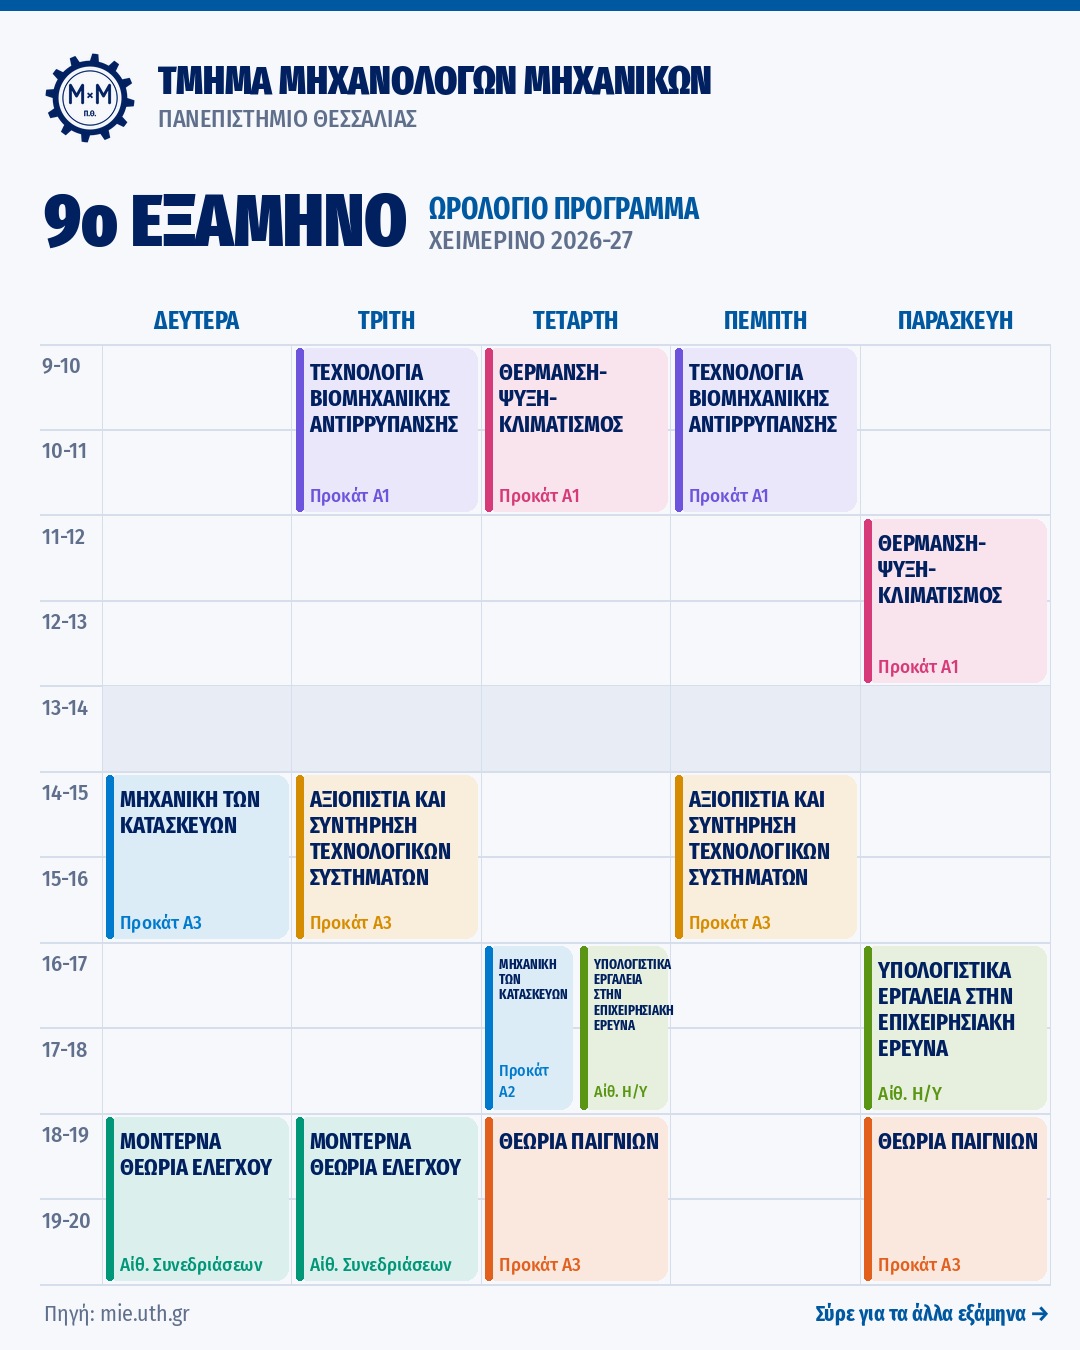 M×M
Π.Θ.
ΤΜΗΜΑ ΜΗΧΑΝΟΛΟΓΩΝ ΜΗΧΑΝΙΚΩΝ
ΠΑΝΕΠΙΣΤΗΜΙΟ ΘΕΣΣΑΛΙΑΣ
9ο ΕΞΑΜΗΝΟ
ΩΡΟΛΟΓΙΟ ΠΡΟΓΡΑΜΜΑ
ΧΕΙΜΕΡΙΝΟ 2026-27
ΔΕΥΤΕΡΑ
ΤΡΙΤΗ
ΤΕΤΑΡΤΗ
ΠΕΜΠΤΗ
ΠΑΡΑΣΚΕΥΗ
9-10
ΤΕΧΝΟΛΟΓΙΑ
ΒΙΟΜΗΧΑΝΙΚΗΣ
ΑΝΤΙΡΡΥΠΑΝΣΗΣ
Προκάτ Α1
ΘΕΡΜΑΝΣΗ-
ΨΥΞΗ-
ΚΛΙΜΑΤΙΣΜΟΣ
Προκάτ Α1
ΤΕΧΝΟΛΟΓΙΑ
ΒΙΟΜΗΧΑΝΙΚΗΣ
ΑΝΤΙΡΡΥΠΑΝΣΗΣ
Προκάτ Α1
10-11
11-12
ΘΕΡΜΑΝΣΗ-
ΨΥΞΗ-
ΚΛΙΜΑΤΙΣΜΟΣ
Προκάτ Α1
12-13
13-14
14-15
ΜΗΧΑΝΙΚΗ ΤΩΝ
ΚΑΤΑΣΚΕΥΩΝ
Προκάτ Α3
ΑΞΙΟΠΙΣΤΙΑ ΚΑΙ
ΣΥΝΤΗΡΗΣΗ
ΤΕΧΝΟΛΟΓΙΚΩΝ
ΣΥΣΤΗΜΑΤΩΝ
Προκάτ Α3
ΑΞΙΟΠΙΣΤΙΑ ΚΑΙ
ΣΥΝΤΗΡΗΣΗ
ΤΕΧΝΟΛΟΓΙΚΩΝ
ΣΥΣΤΗΜΑΤΩΝ
Προκάτ Α3
15-16
16-17
ΜΗΧΑΝΙΚΗ
ΤΩΝ
ΚΑΤΑΣΚΕΥΩΝ
Προκάτ
Α2
ΥΠΟΛΟΓΙΣΤΙΚΑ
ΕΡΓΑΛΕΙΑ
ΣΤΗΝ
ΕΠΙΧΕΙΡΗΣΙΑΚΗ
ΕΡΕΥΝΑ
Αίθ. Η/Υ
ΥΠΟΛΟΓΙΣΤΙΚΑ
ΕΡΓΑΛΕΙΑ ΣΤΗΝ
ΕΠΙΧΕΙΡΗΣΙΑΚΗ
ΕΡΕΥΝΑ
Αίθ. Η/Υ
17-18
18-19
ΜΟΝΤΕΡΝΑ
ΘΕΩΡΙΑ ΕΛΕΓΧΟΥ
Αίθ. Συνεδριάσεων
ΜΟΝΤΕΡΝΑ
ΘΕΩΡΙΑ ΕΛΕΓΧΟΥ
Αίθ. Συνεδριάσεων
ΘΕΩΡΙΑ ΠΑΙΓΝΙΩΝ
Προκάτ Α3
ΘΕΩΡΙΑ ΠΑΙΓΝΙΩΝ
Προκάτ Α3
19-20
Πηγή: mie.uth.gr
Σύρε για τα άλλα εξάμηνα →